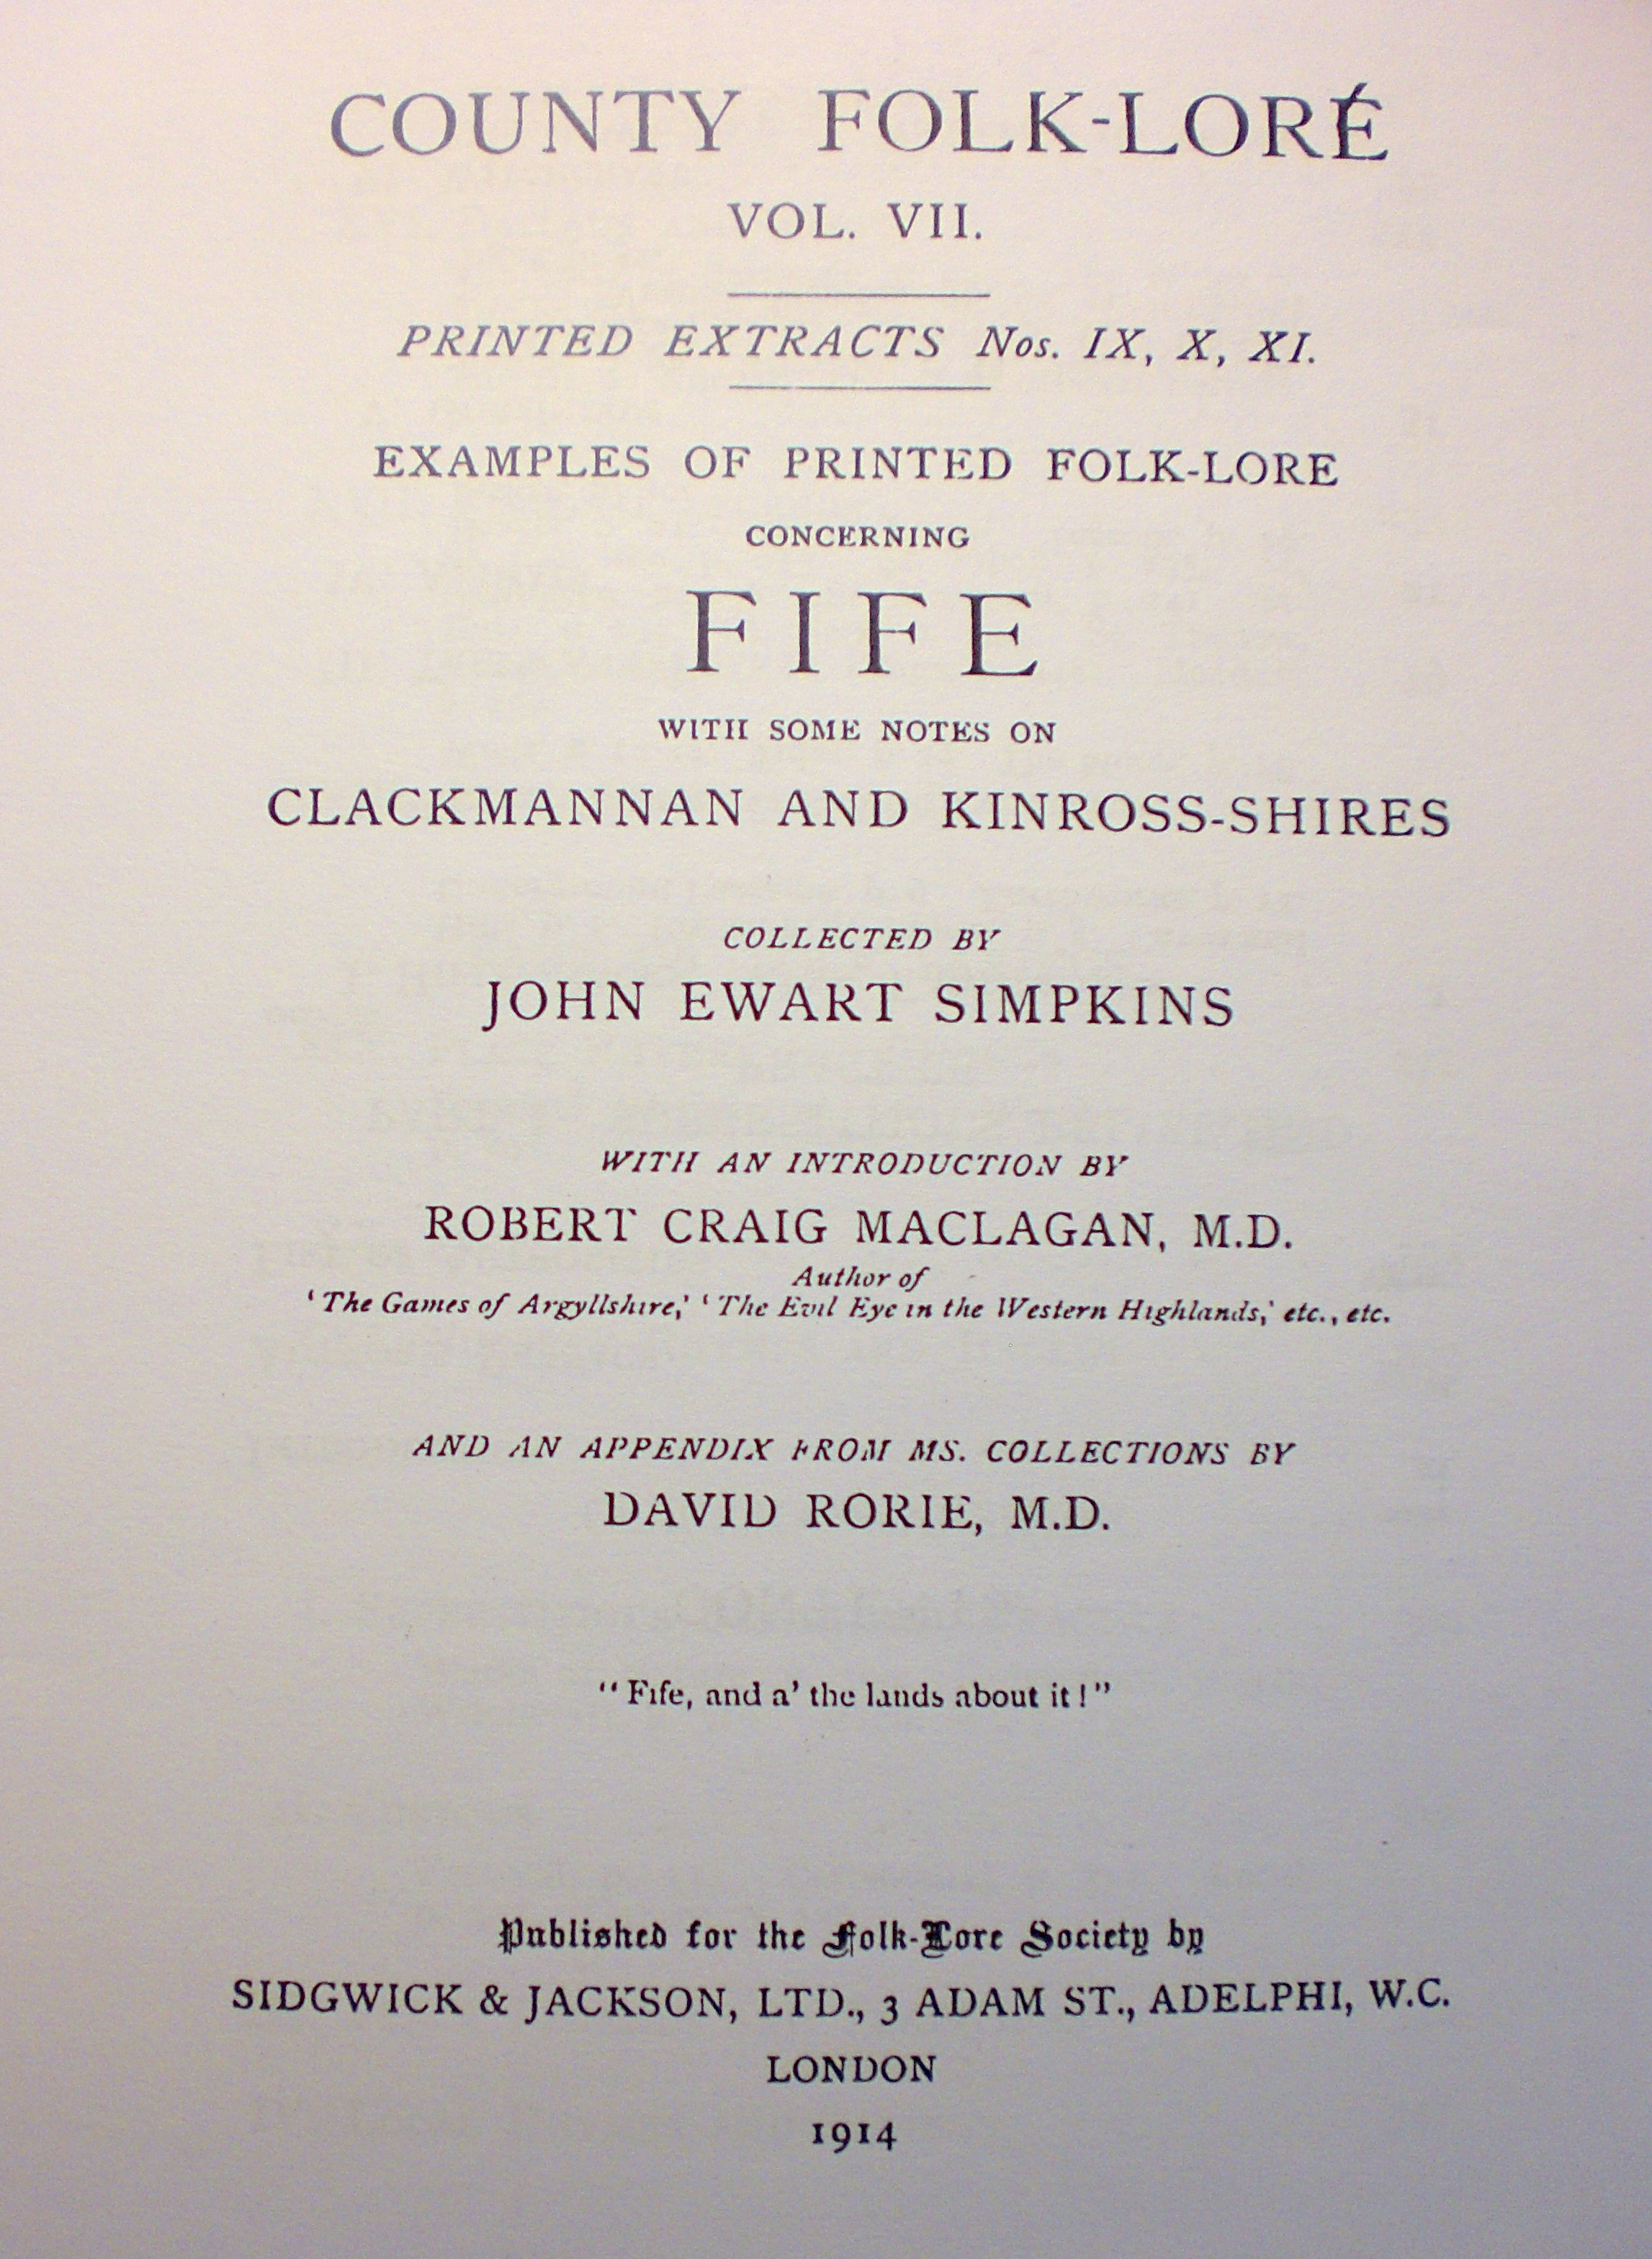 COUNTY FOLK-LORÉ
VOL. VII.
PRINTED EXTRACTS Nos. IX, X, XI.
EXAMPLES OF PRINTED FOLK-LORE
CONCERNING
FIFE
WITH SOME NOTES ON
CLACKMANNAN AND KINROSS-SHIRES
COLLECTED BY
JOHN EWART SIMPKINS
WITH AN INTRODUCTION BY
ROBERT CRAIG MACLAGAN, M.D.
Author of
‘The Games of Argyllshire,’ ‘The Evil Eye in the Western Highlands,’ etc., etc.
AND AN APPENDIX FROM MS. COLLECTIONS BY
DAVID RORIE, M.D.
“Fife, and a’ the lands about it!”
Published for the Folk-Lore Society by
SIDGWICK & JACKSON, LTD., 3 ADAM ST., ADELPHI, W.C.
LONDON
1914